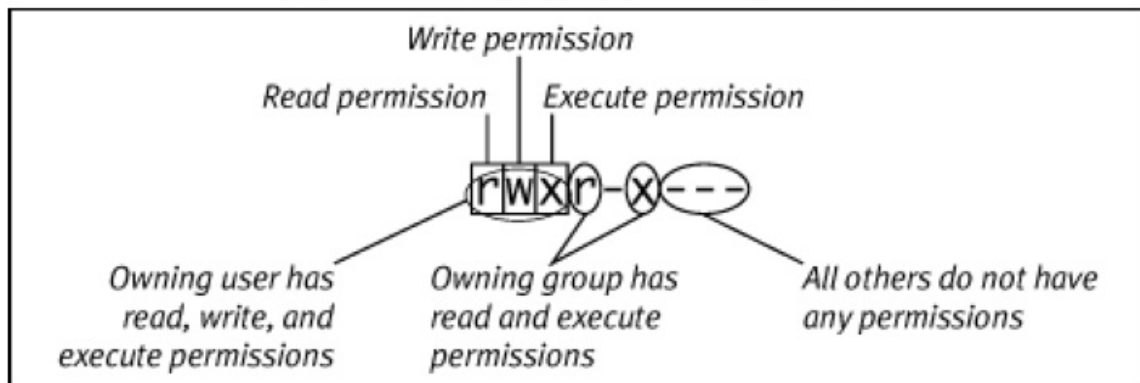 Write permission
Read permission Execute permission
rwxr-x---
Owning user has
read, write, and
execute permissions
Owning group has
read and execute
permissions
All others do not have
any permissions